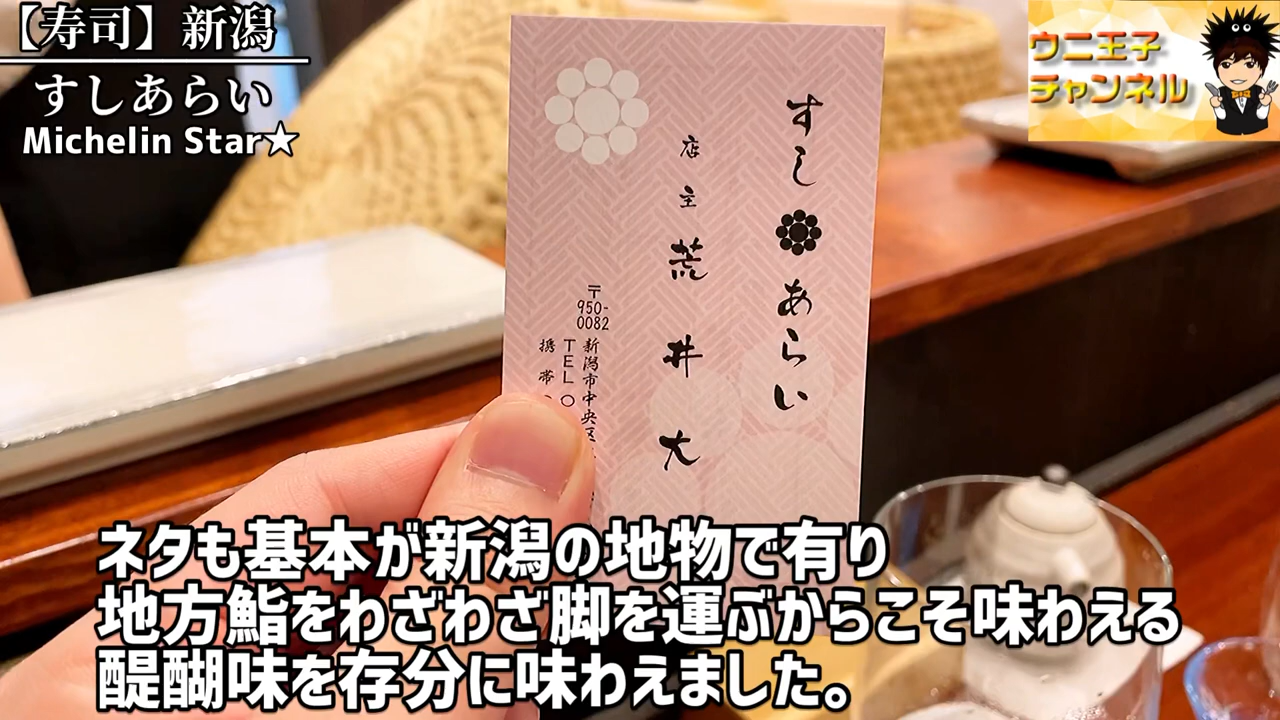 【寿司】新潟
すしあらい
Michelin Star★
ウニ王子
チャンネル
すし あらい
店主 荒井大
〒
950-
0082
新潟市中央区
TEL
携帯
ネタも基本が新潟の地物で有り
地方鮨をわざわざ脚を運ぶからこそ味わえる
醍醐味を存分に味わえました。